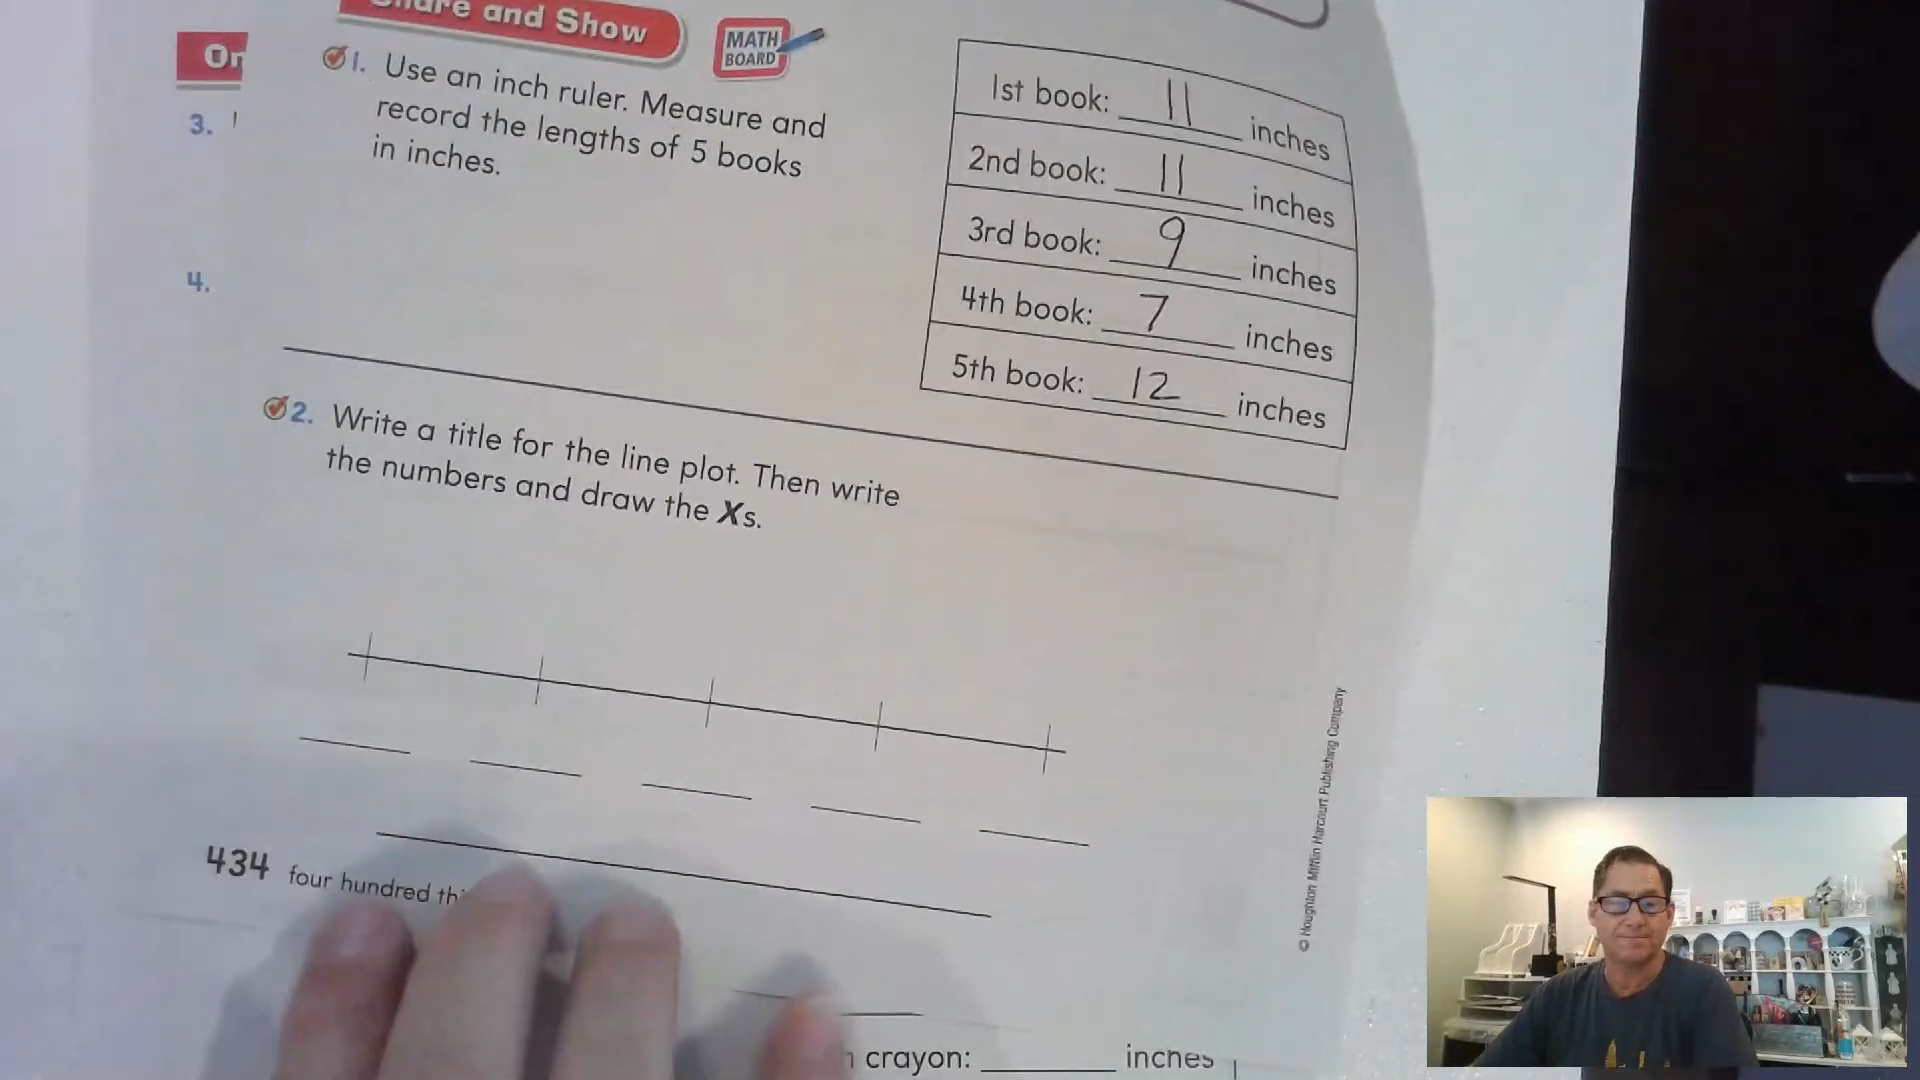 and Show
MATH
BOARD
1. Use an inch ruler. Measure and
record the lengths of 5 books
in inches.
1st book: 11 inches
2nd book: 11 inches
3rd book: 9 inches
4th book: 7 inches
5th book: 12 inches
3.
4.
2. Write a title for the line plot. Then write
the numbers and draw the Xs.
434 four hundred
crayon: inches
© Houghton Mifflin Harcourt Publishing Company